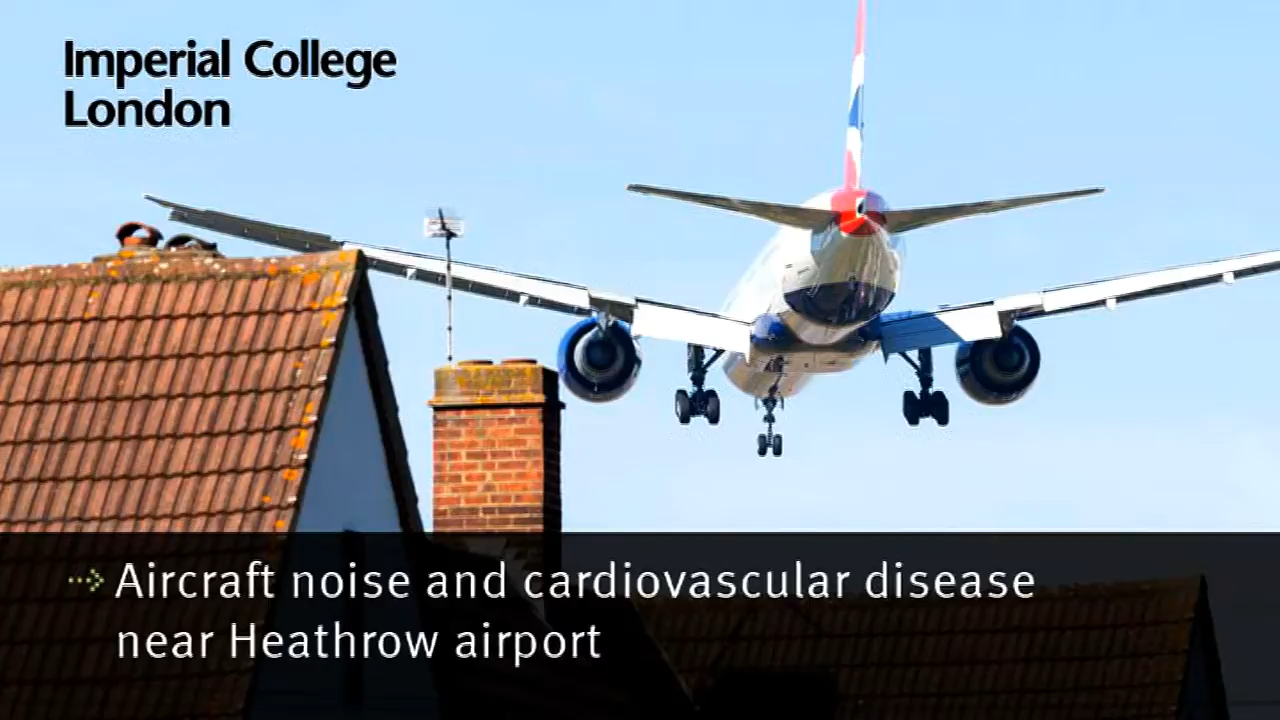 Imperial College
London
Aircraft noise and cardiovascular disease
near Heathrow airport